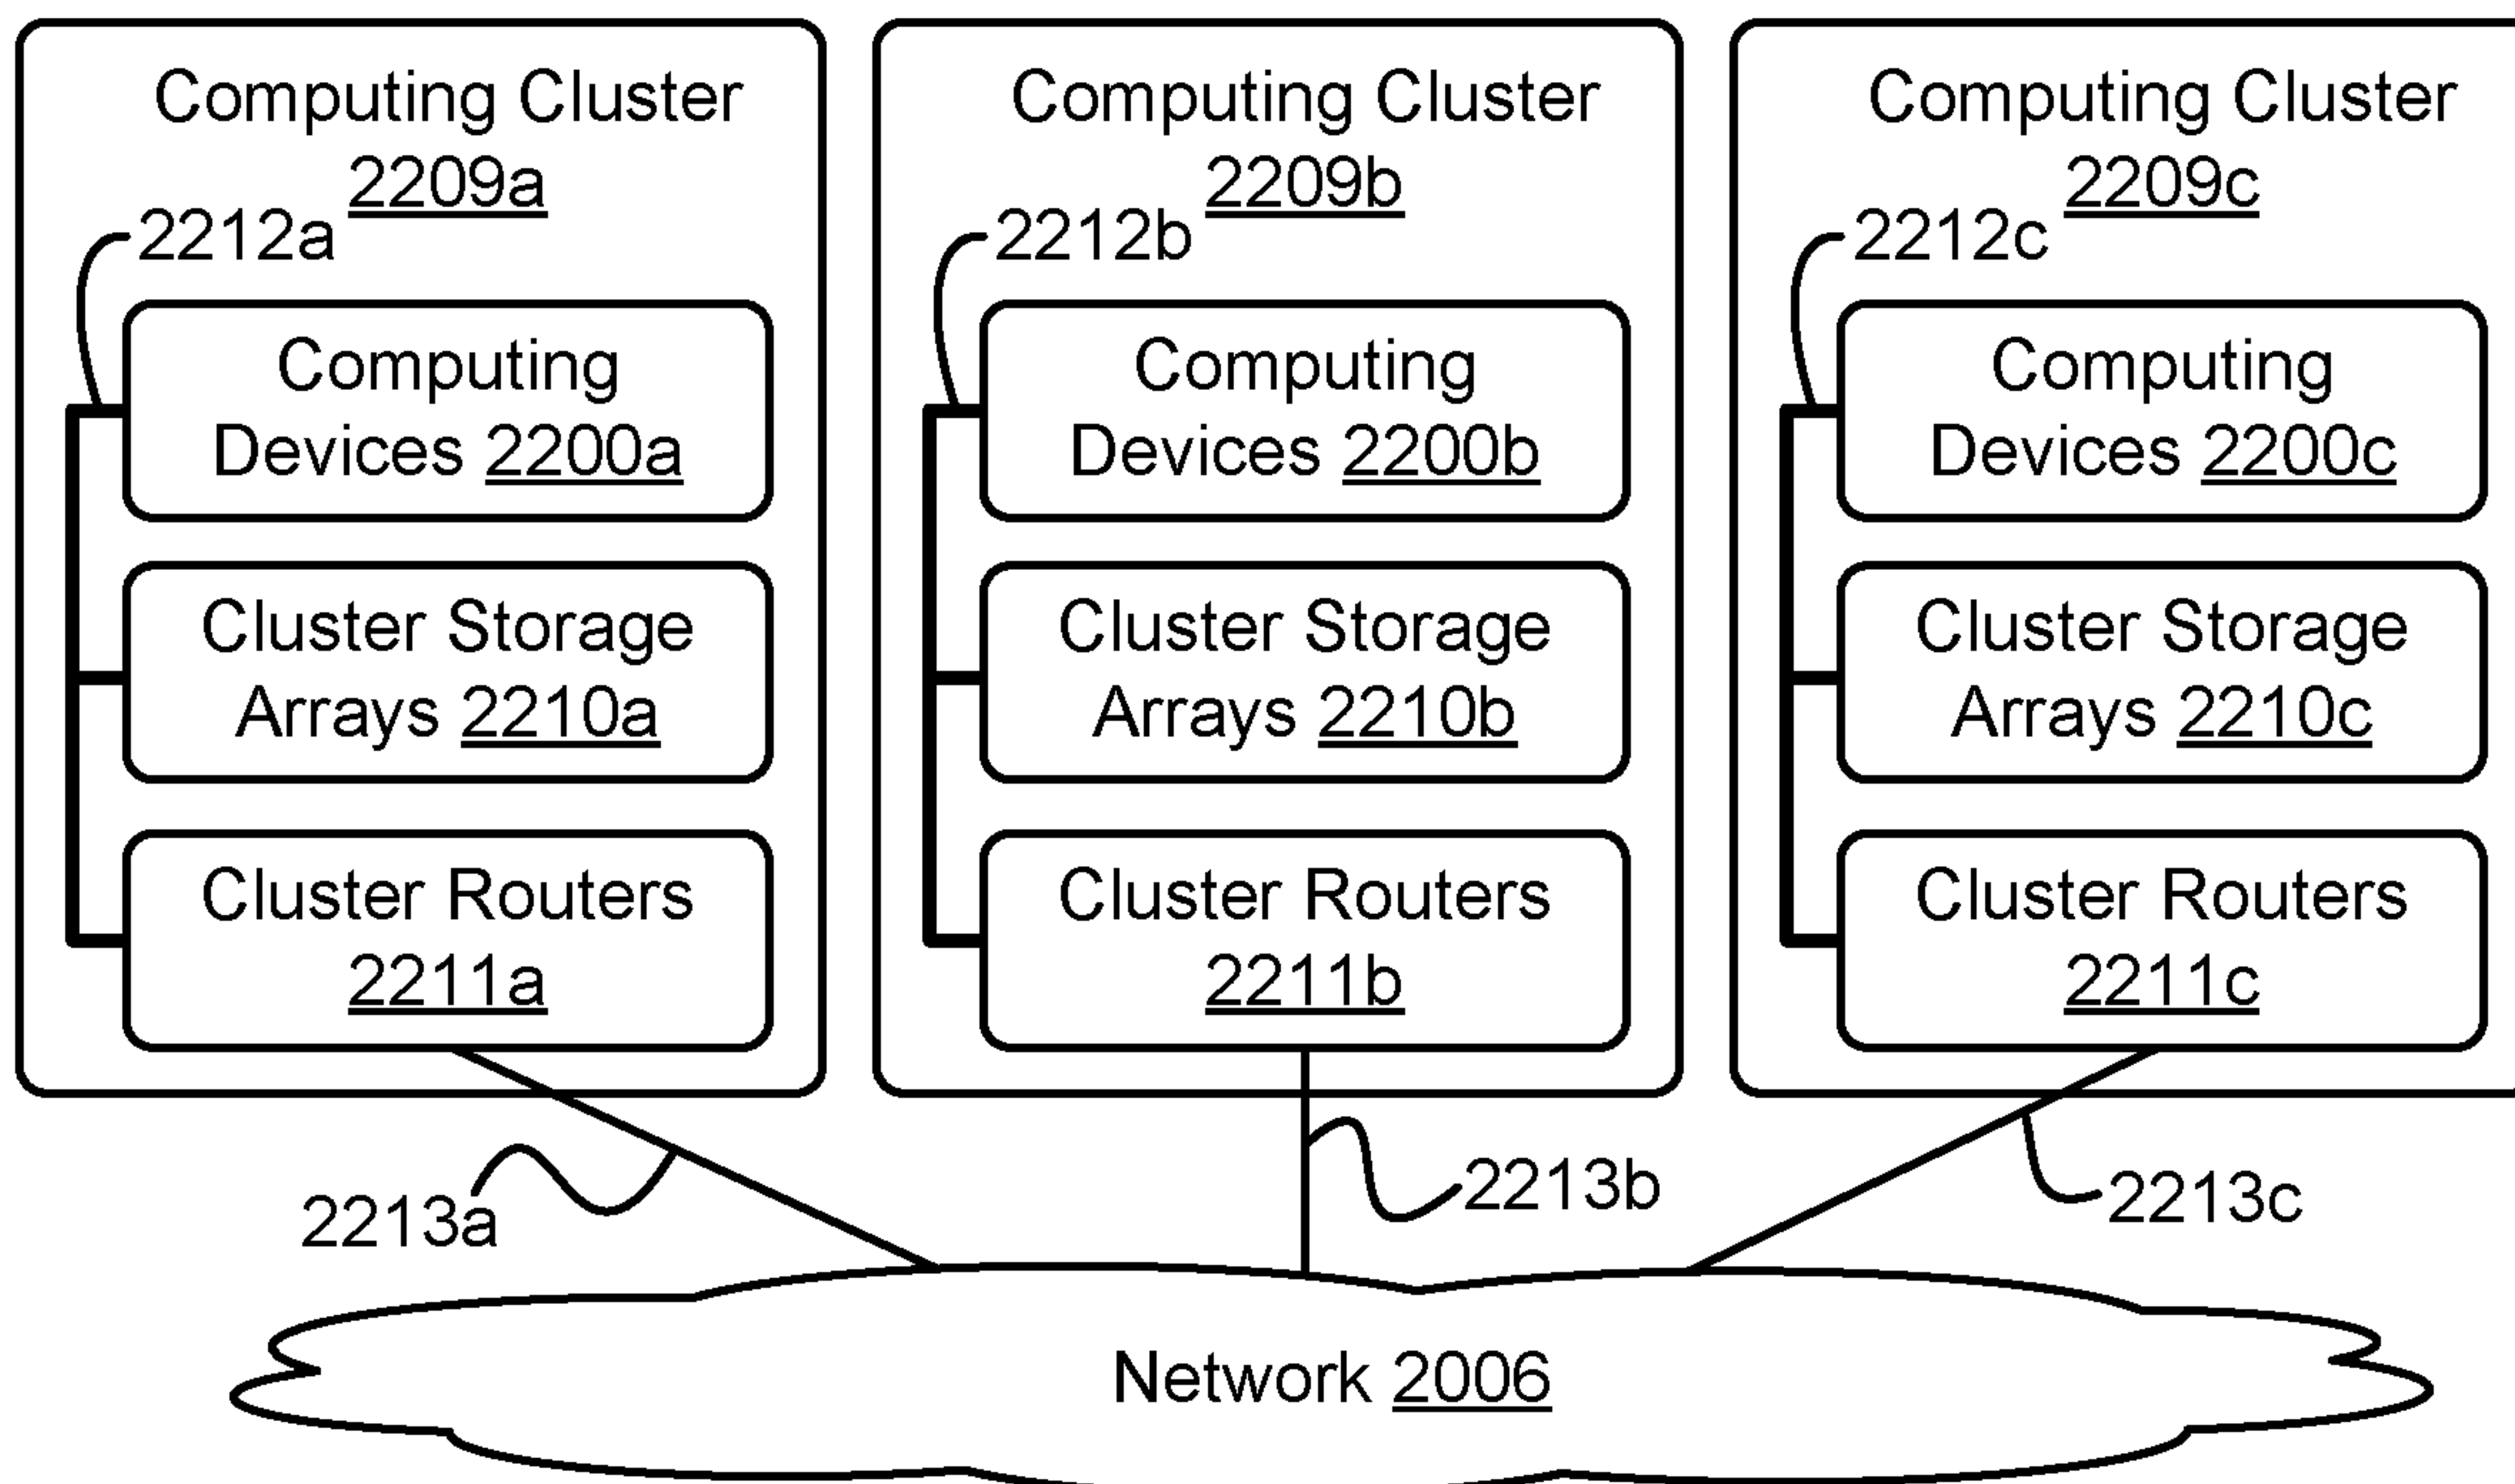 Computing Cluster
2209a
2212a
Computing
Devices 2200a
Cluster Storage
Arrays 2210a
Cluster Routers
2211a
Computing Cluster
2209b
2212b
Computing
Devices 2200b
Cluster Storage
Arrays 2210b
Cluster Routers
2211b
Computing Cluster
2209c
2212c
Computing
Devices 2200c
Cluster Storage
Arrays 2210c
Cluster Routers
2211c
2213a
2213b
2213c
Network 2006